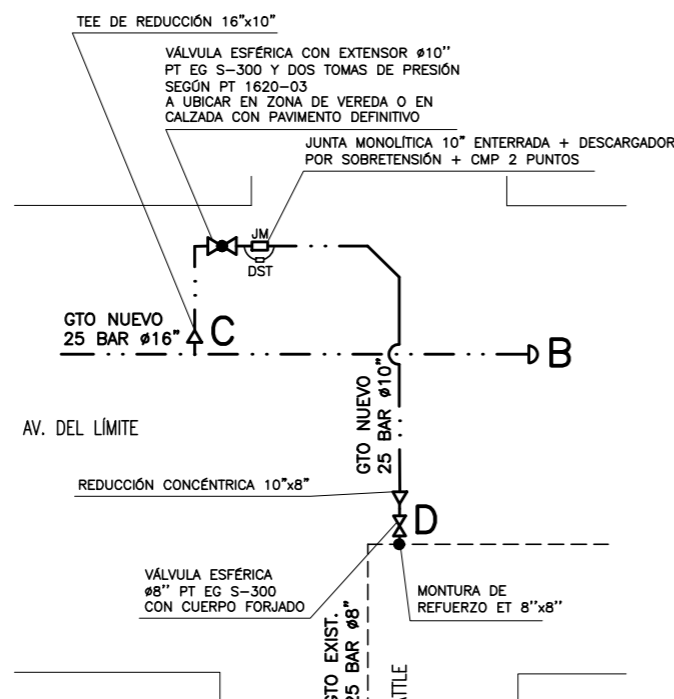 TEE DE REDUCCIÓN 16"x10"
VÁLVULA ESFÉRICA CON EXTENSOR ø10''
PT EG S-300 Y DOS TOMAS DE PRESIÓN
SEGÚN PT 1620-03
A UBICAR EN ZONA DE VEREDA O EN
CALZADA CON PAVIMENTO DEFINITIVO
JUNTA MONOLÍTICA 10" ENTERRADA + DESCARGADOR
POR SOBRETENSIÓN + CMP 2 PUNTOS
JM
DST
GTO NUEVO
25 BAR ø16"
C
B
GTO NUEVO
25 BAR ø10"
AV. DEL LÍMITE
REDUCCIÓN CONCÉNTRICA 10"x8"
D
VÁLVULA ESFÉRICA
ø8'' PT EG S-300
CON CUERPO FORJADO
MONTURA DE
REFUERZO ET 8''x8''
GTO EXIST.
25 BAR ø8"
ATTLE